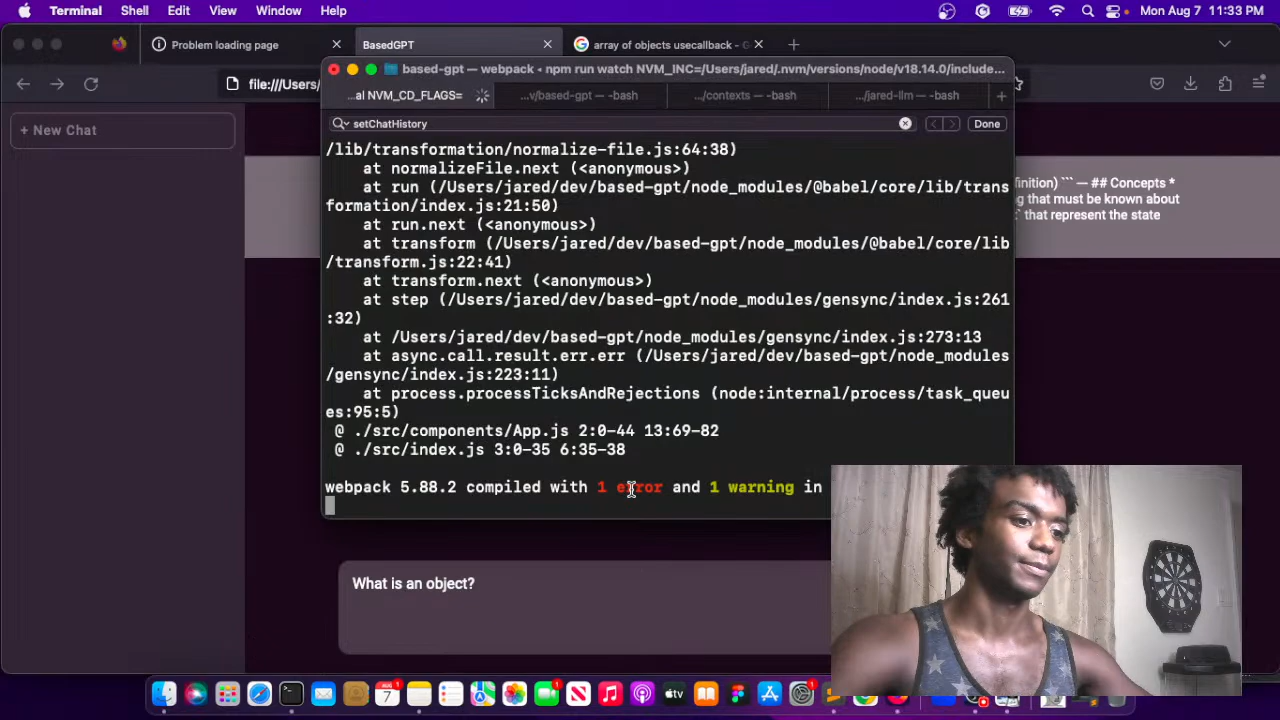 Terminal Shell Edit View Window Help Mon Aug 7 11:33 PM
Problem loading page BasedGPT array of objects usecallback - G
file:///Users/
based-gpt — webpack ◂ npm run watch NVM_INC=/Users/jared/.nvm/versions/node/v18.14.0/include...
...al NVM_CD_FLAGS= ...v/based-gpt — -bash .../contexts — -bash .../jared-llm — -bash
setChatHistory Done
+ New Chat
/lib/transformation/normalize-file.js:64:38)
at normalizeFile.next (<anonymous>)
at run (/Users/jared/dev/based-gpt/node_modules/@babel/core/lib/trans
formation/index.js:21:50)
at run.next (<anonymous>)
at transform (/Users/jared/dev/based-gpt/node_modules/@babel/core/lib
/transform.js:22:41)
at transform.next (<anonymous>)
at step (/Users/jared/dev/based-gpt/node_modules/gensync/index.js:261
:32)
at /Users/jared/dev/based-gpt/node_modules/gensync/index.js:273:13
at async.call.result.err.err (/Users/jared/dev/based-gpt/node_modules
/gensync/index.js:223:11)
at process.processTicksAndRejections (node:internal/process/task_queu
es:95:5)
@ ./src/components/App.js 2:0-44 13:69-82
@ ./src/index.js 3:0-35 6:35-38
webpack 5.88.2 compiled with 1 error and 1 warning in
finition) ``` — ## Concepts *
g that must be known about
` that represent the state
What is an object?
7